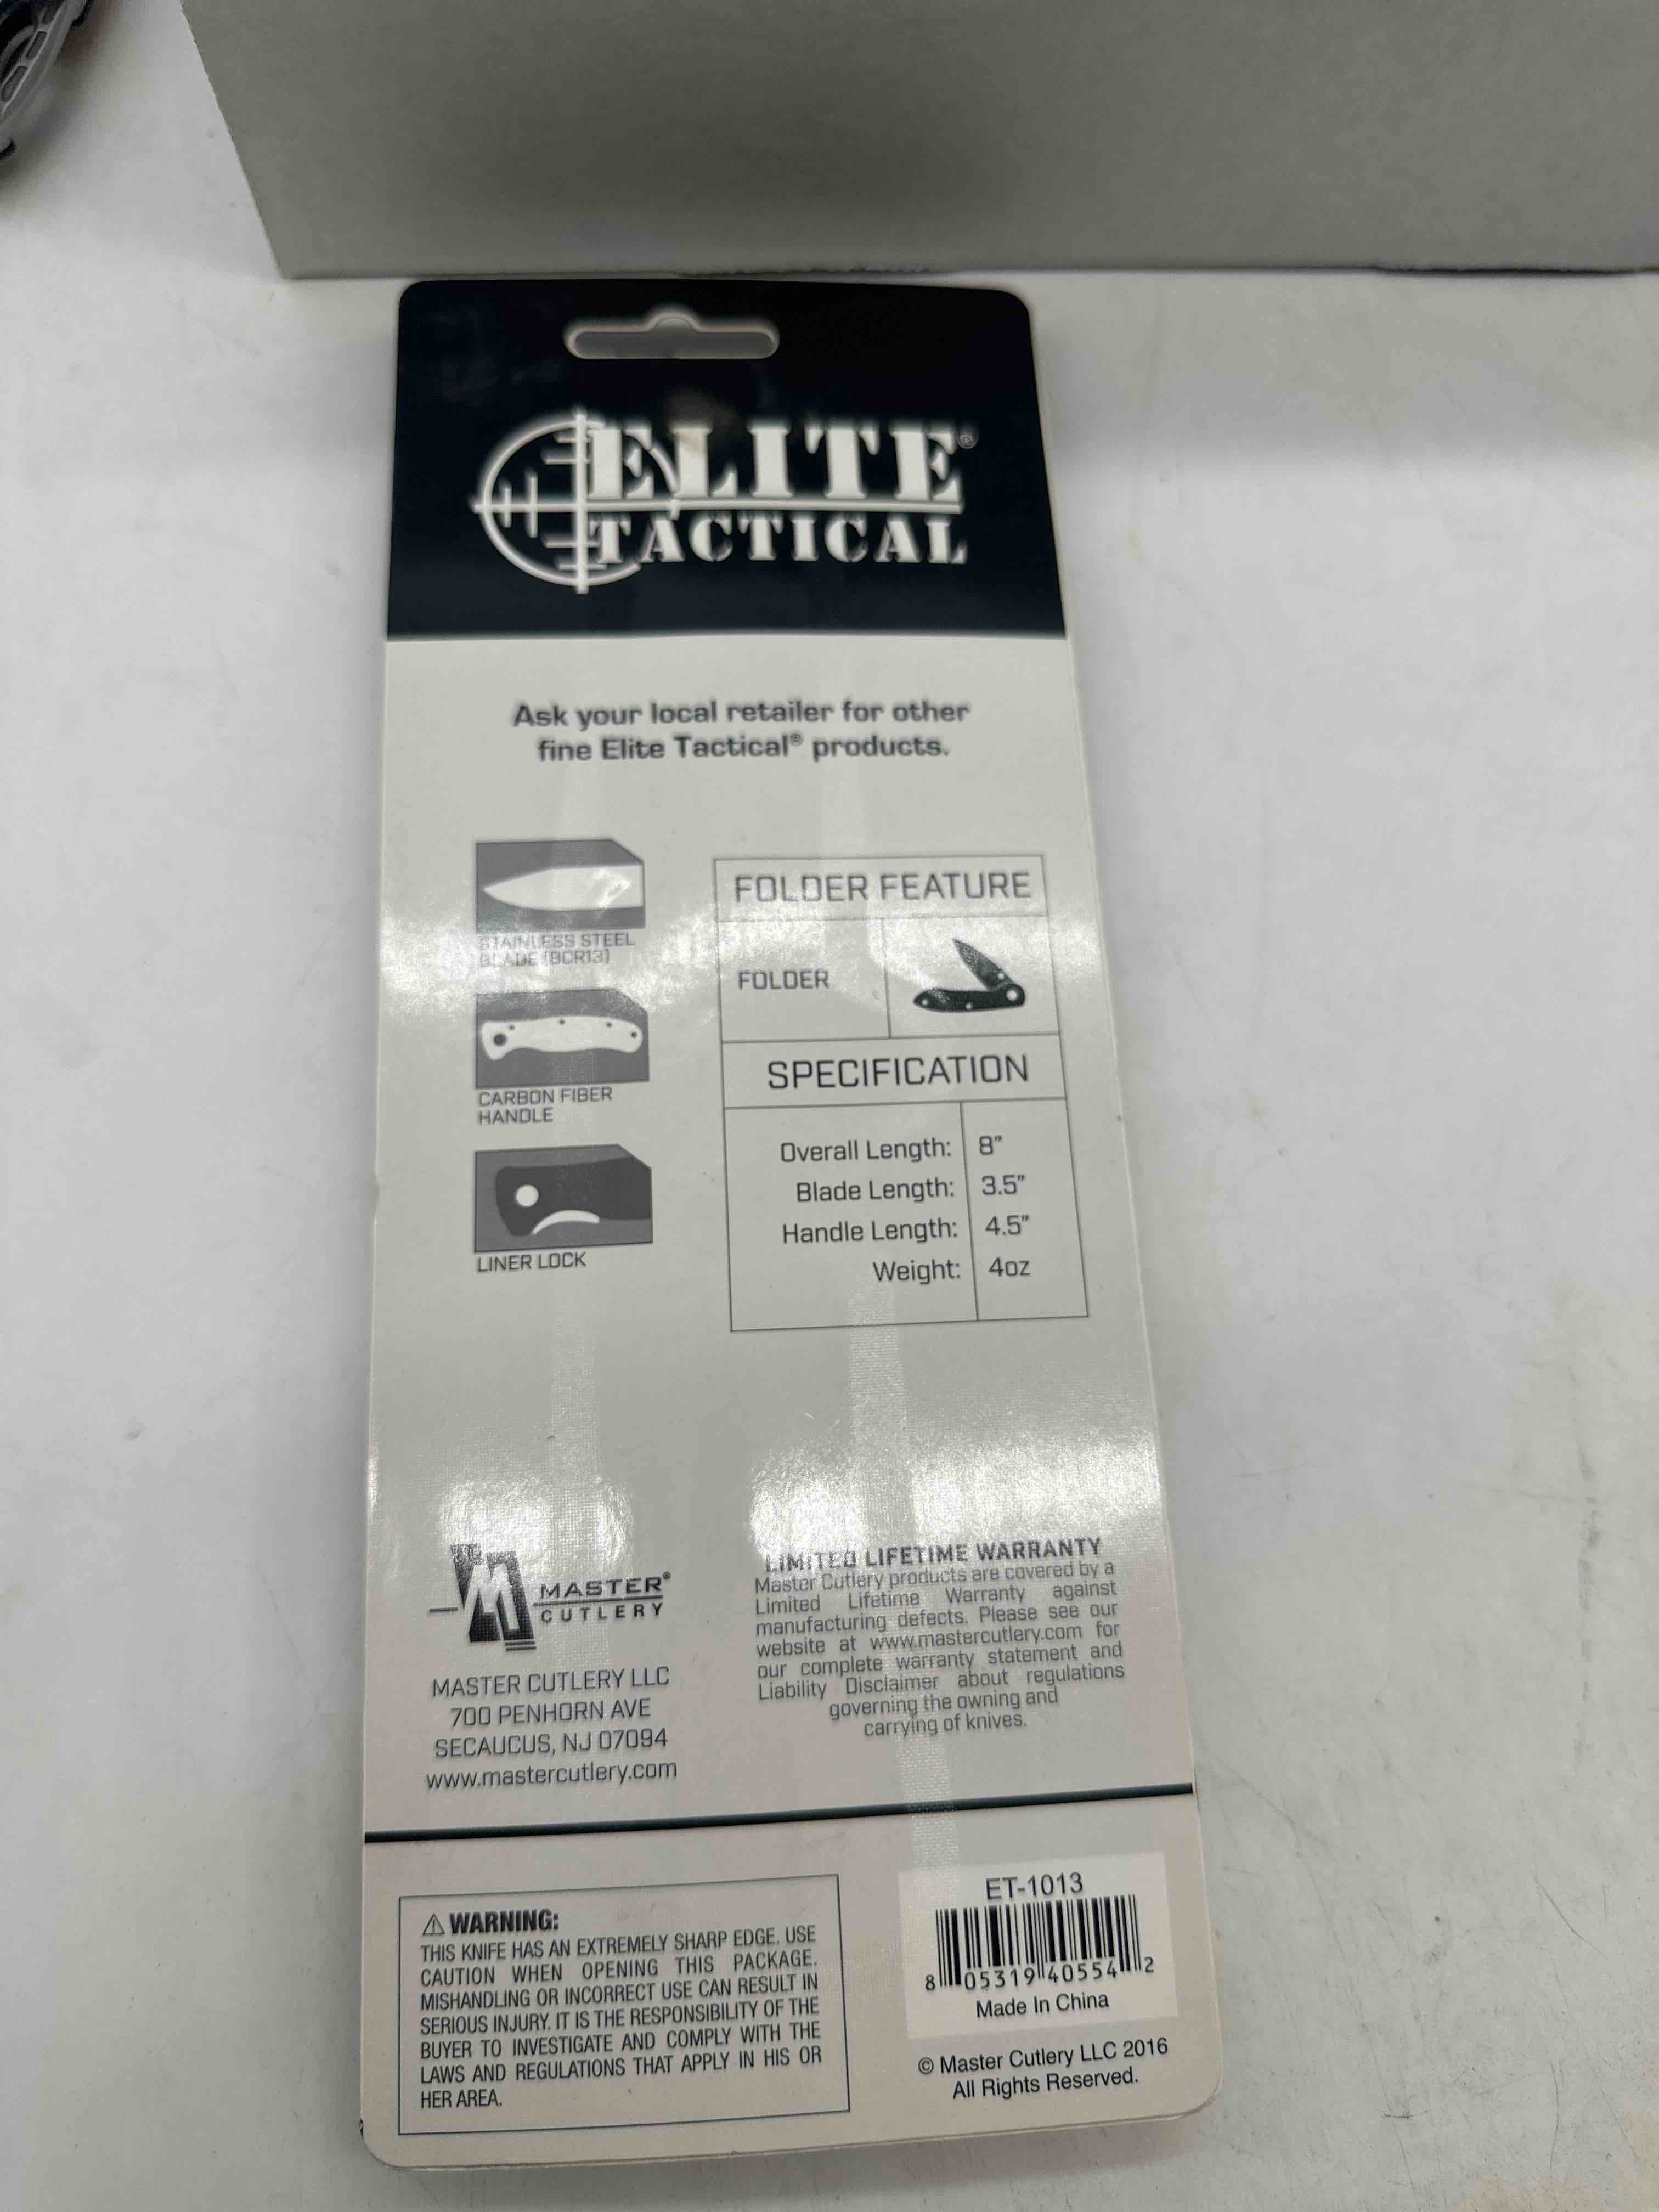 ELITE®
TACTICAL
Ask your local retailer for other
fine Elite Tactical® products.
STAINLESS STEEL
BLADE (8CR13)
CARBON FIBER
HANDLE
LINER LOCK
FOLDER FEATURE
FOLDER
SPECIFICATION
Overall Length: 8"
Blade Length: 3.5"
Handle Length: 4.5"
Weight: 4oz
MASTER®
CUTLERY
MASTER CUTLERY LLC
700 PENHORN AVE
SECAUCUS, NJ 07094
www.mastercutlery.com
LIMITED LIFETIME WARRANTY
Master Cutlery products are covered by a
Limited Lifetime Warranty against
manufacturing defects. Please see our
website at www.mastercutlery.com for
our complete warranty statement and
Liability Disclaimer about regulations
governing the owning and
carrying of knives.
⚠ WARNING:
THIS KNIFE HAS AN EXTREMELY SHARP EDGE. USE
CAUTION WHEN OPENING THIS PACKAGE.
MISHANDLING OR INCORRECT USE CAN RESULT IN
SERIOUS INJURY. IT IS THE RESPONSIBILITY OF THE
BUYER TO INVESTIGATE AND COMPLY WITH THE
LAWS AND REGULATIONS THAT APPLY IN HIS OR
HER AREA.
ET-1013
8 05319 40554 2
Made In China
© Master Cutlery LLC 2016
All Rights Reserved.